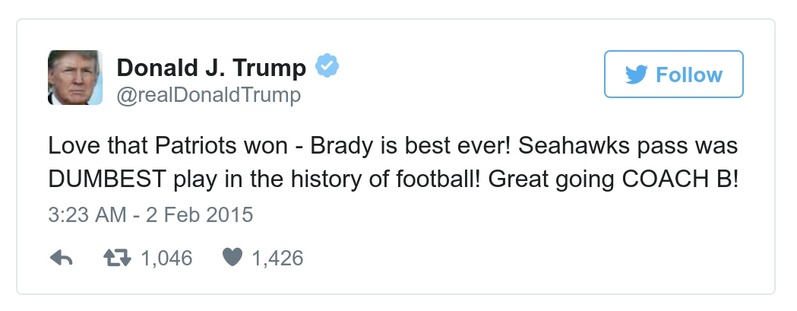 Donald J. Trump
@realDonaldTrump
Follow
Love that Patriots won - Brady is best ever! Seahawks pass was
DUMBEST play in the history of football! Great going COACH B!
3:23 AM - 2 Feb 2015
1,046 1,426